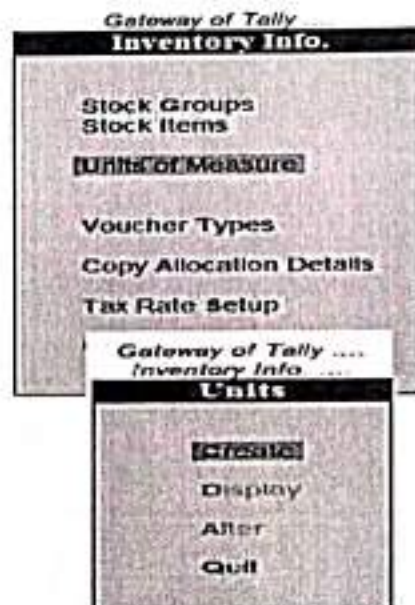 Gateway of Tally ....
Inventory Info.
Stock Groups
Stock Items
Units of Measure
Voucher Types
Copy Allocation Details
Tax Rate Setup
Gateway of Tally ....
Inventory Info. ....
Units
Create
Display
Alter
Quit